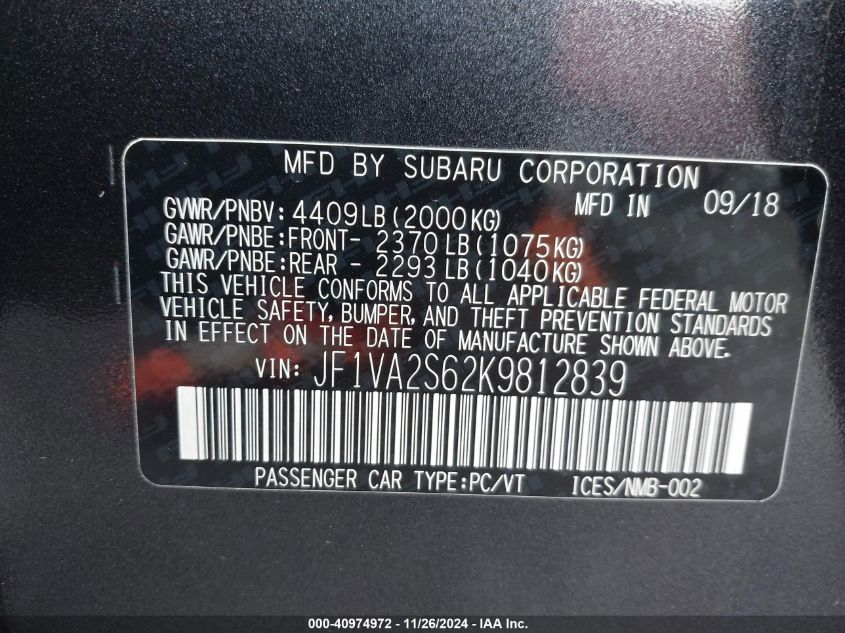 MFD BY SUBARU CORPORATION
MFD IN 09/18
GVWR/PNBV: 4409LB(2000KG)
GAWR/PNBE:FRONT- 2370LB(1075KG)
GAWR/PNBE:REAR - 2293LB(1040KG)
THIS VEHICLE CONFORMS TO ALL APPLICABLE FEDERAL MOTOR
VEHICLE SAFETY, BUMPER, AND THEFT PREVENTION STANDARDS
IN EFFECT ON THE DATE OF MANUFACTURE SHOWN ABOVE.
VIN: JF1VA2S62K9812839
PASSENGER CAR TYPE:PC/VT ICES/NMB-002
000-40974972 - 11/26/2024 - IAA Inc.